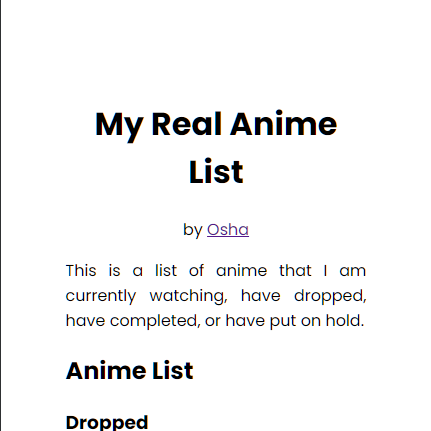 My Real Anime
List
by Osha
This is a list of anime that I am
currently watching, have dropped,
have completed, or have put on hold.
Anime List
Dropped